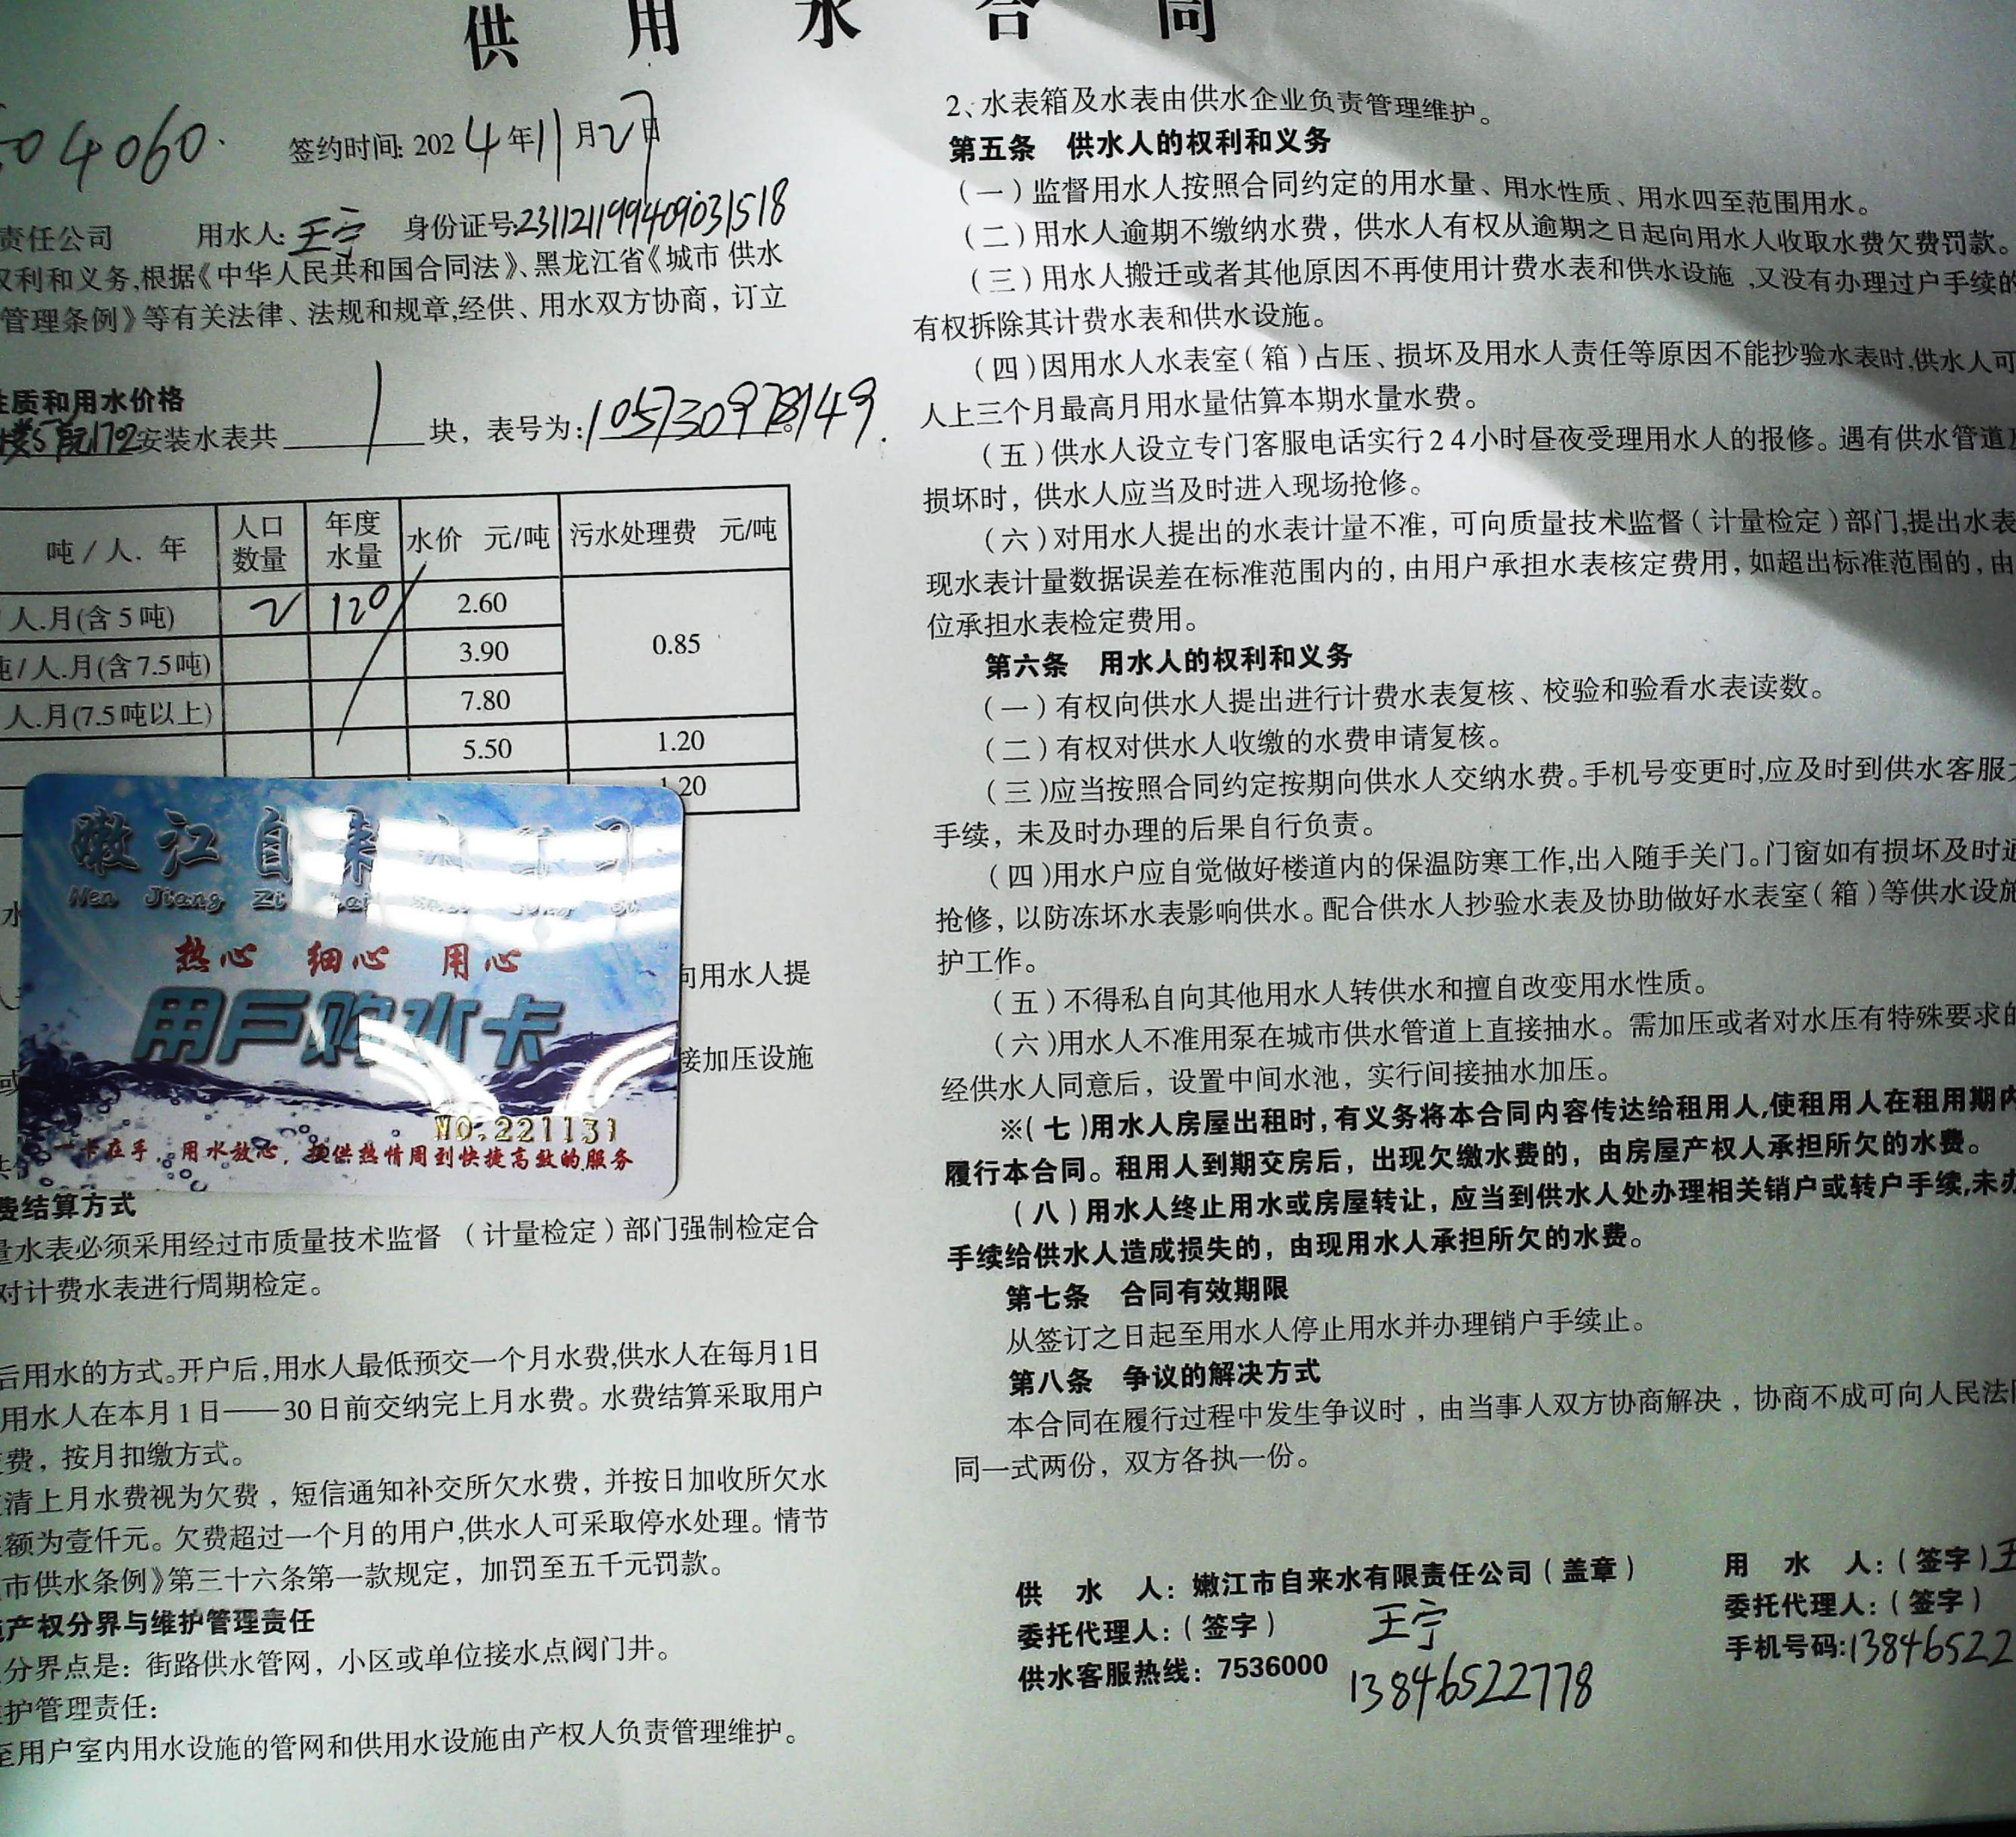 供用水合同
04060.
签约时间: 2024年11月27日
责任公司 用水人: 王宁 身份证号:231121199409031518
权利和义务,根据《中华人民共和国合同法》、黑龙江省《城市 供水
管理条例》等有关法律、法规和规章,经供、用水双方协商，订立
性质和用水价格
1702安装水表共 1 块，表号为:105730978149.
吨/人．年 人口数量 年度水量 水价 元/吨 污水处理费 元/吨
人.月(含5吨) 2 120 2.60 0.85
吨/人.月(含7.5吨) 3.90
人.月(7.5吨以上) 7.80
5.50 1.20
1.20
嫩江自来
Nen Jiang Zi
热心 细心 用心
用户购水卡
NO.221131
一卡在手，用水放心，提供热情周到快捷高效的服务
向用水人提
接加压设施
费结算方式
量水表必须采用经过市质量技术监督（计量检定）部门强制检定合
对计费水表进行周期检定。
后用水的方式。开户后,用水人最低预交一个月水费,供水人在每月1日
用水人在本月1日——30日前交纳完上月水费。水费结算采取用户
费，按月扣缴方式。
清上月水费视为欠费，短信通知补交所欠水费，并按日加收所欠水
额为壹仟元。欠费超过一个月的用户,供水人可采取停水处理。情节
市供水条例》第三十六条第一款规定，加罚至五千元罚款。
产权分界与维护管理责任
分界点是：街路供水管网，小区或单位接水点阀门井。
护管理责任：
至用户室内用水设施的管网和供用水设施由产权人负责管理维护。
2、水表箱及水表由供水企业负责管理维护。
第五条 供水人的权利和义务
（一）监督用水人按照合同约定的用水量、用水性质、用水四至范围用水。
（二）用水人逾期不缴纳水费，供水人有权从逾期之日起向用水人收取水费欠费罚款。
（三）用水人搬迁或者其他原因不再使用计费水表和供水设施,又没有办理过户手续的
有权拆除其计费水表和供水设施。
（四）因用水人水表室（箱）占压、损坏及用水人责任等原因不能抄验水表时,供水人可
人上三个月最高月用水量估算本期水量水费。
（五）供水人设立专门客服电话实行24小时昼夜受理用水人的报修。遇有供水管道
损坏时，供水人应当及时进入现场抢修。
（六）对用水人提出的水表计量不准，可向质量技术监督（计量检定）部门,提出水表
现水表计量数据误差在标准范围内的，由用户承担水表核定费用，如超出标准范围的，由
位承担水表检定费用。
第六条 用水人的权利和义务
（一）有权向供水人提出进行计费水表复核、校验和验看水表读数。
（二）有权对供水人收缴的水费申请复核。
（三)应当按照合同约定按期向供水人交纳水费。手机号变更时,应及时到供水客服
手续，未及时办理的后果自行负责。
（四)用水户应自觉做好楼道内的保温防寒工作,出入随手关门。门窗如有损坏及时通
抢修，以防冻坏水表影响供水。配合供水人抄验水表及协助做好水表室（箱）等供水设施
护工作。
（五）不得私自向其他用水人转供水和擅自改变用水性质。
（六)用水人不准用泵在城市供水管道上直接抽水。需加压或者对水压有特殊要求的
经供水人同意后，设置中间水池，实行间接抽水加压。
※(七)用水人房屋出租时，有义务将本合同内容传达给租用人,使租用人在租用期内
履行本合同。租用人到期交房后，出现欠缴水费的，由房屋产权人承担所欠的水费。
（八）用水人终止用水或房屋转让，应当到供水人处办理相关销户或转户手续,未办
手续给供水人造成损失的，由现用水人承担所欠的水费。
第七条 合同有效期限
从签订之日起至用水人停止用水并办理销户手续止。
第八条 争议的解决方式
本合同在履行过程中发生争议时，由当事人双方协商解决，协商不成可向人民法
同一式两份，双方各执一份。
供 水 人：嫩江市自来水有限责任公司（盖章）
委托代理人：（签字） 王宁
供水客服热线：7536000 13846522778
用 水 人：（签字）王
委托代理人：（签字）
手机号码:13846522